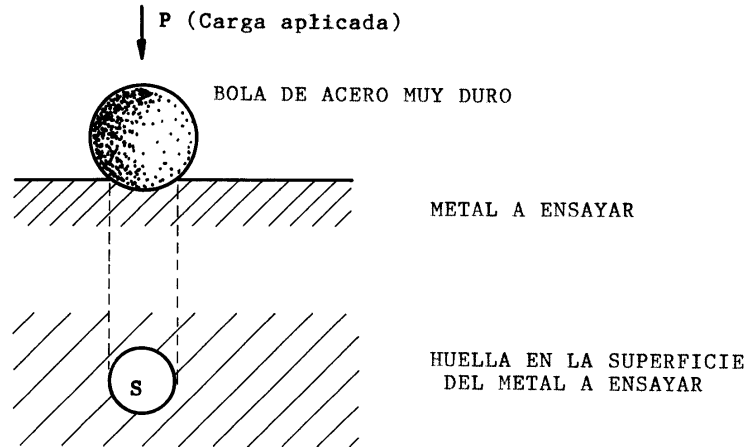 P (Carga aplicada)
BOLA DE ACERO MUY DURO
METAL A ENSAYAR
S
HUELLA EN LA SUPERFICIE
DEL METAL A ENSAYAR